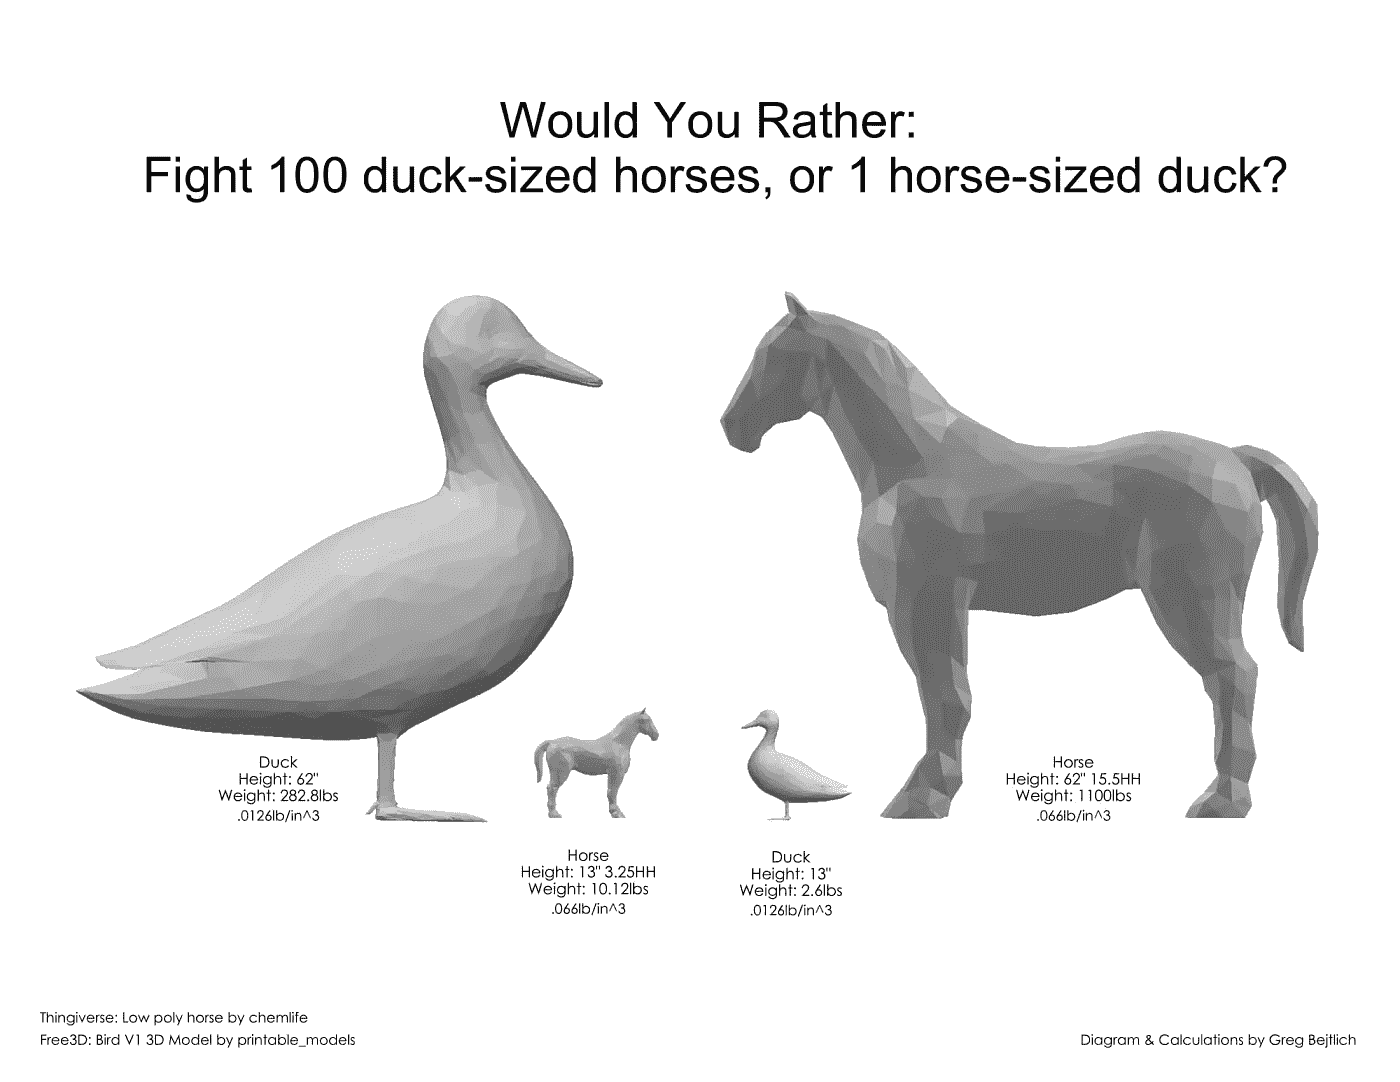 Would You Rather:
Fight 100 duck-sized horses, or 1 horse-sized duck?
Duck
Height: 62"
Weight: 282.8lbs
.0126lb/in^3
Horse
Height: 13" 3.25HH
Weight: 10.12lbs
.066lb/in^3
Duck
Height: 13"
Weight: 2.6lbs
.0126lb/in^3
Horse
Height: 62" 15.5HH
Weight: 1100lbs
.066lb/in^3
Thingiverse: Low poly horse by chemlife
Free3D: Bird V1 3D Model by printable_models
Diagram & Calculations by Greg Bejtlich